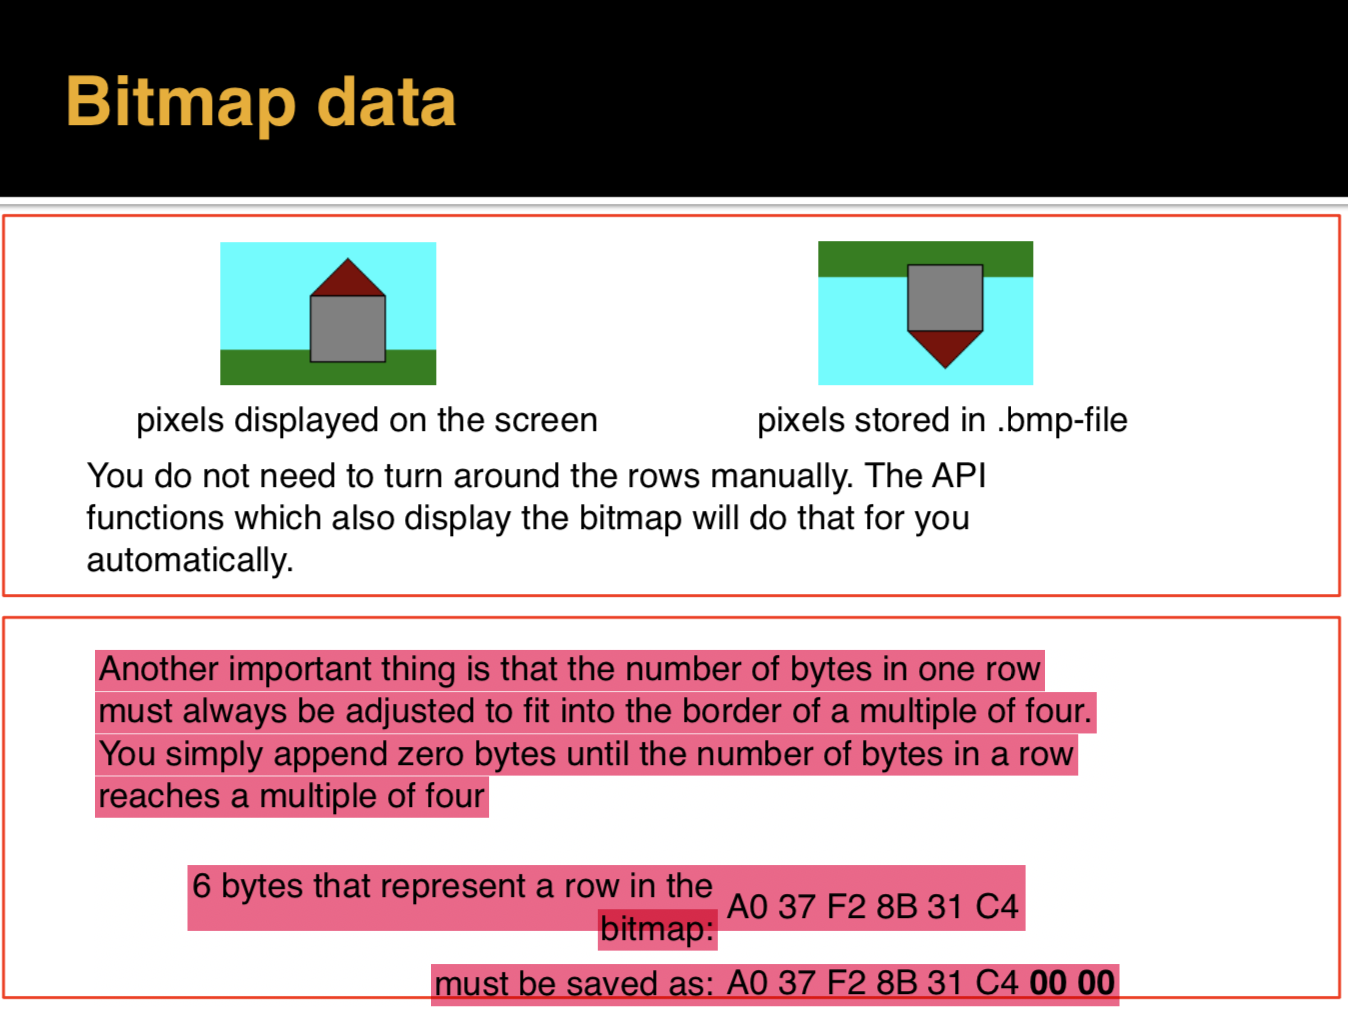 Bitmap data
pixels displayed on the screen
pixels stored in .bmp-file
You do not need to turn around the rows manually. The API
functions which also display the bitmap will do that for you
automatically.
Another important thing is that the number of bytes in one row
must always be adjusted to fit into the border of a multiple of four.
You simply append zero bytes until the number of bytes in a row
reaches a multiple of four
6 bytes that represent a row in the
bitmap:
A0 37 F2 8B 31 C4
must be saved as: A0 37 F2 8B 31 C4 00 00